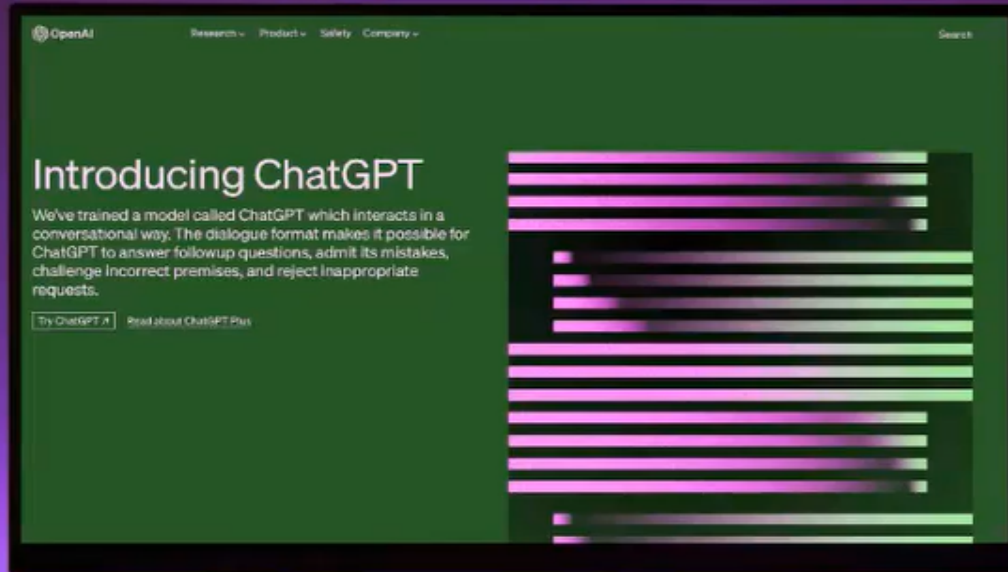 OpenAI
Research Product Safety Company
Search
Introducing ChatGPT
We've trained a model called ChatGPT which interacts in a
conversational way. The dialogue format makes it possible for
ChatGPT to answer followup questions, admit its mistakes,
challenge incorrect premises, and reject inappropriate
requests.
Try ChatGPT ↗ Read about ChatGPT Plus